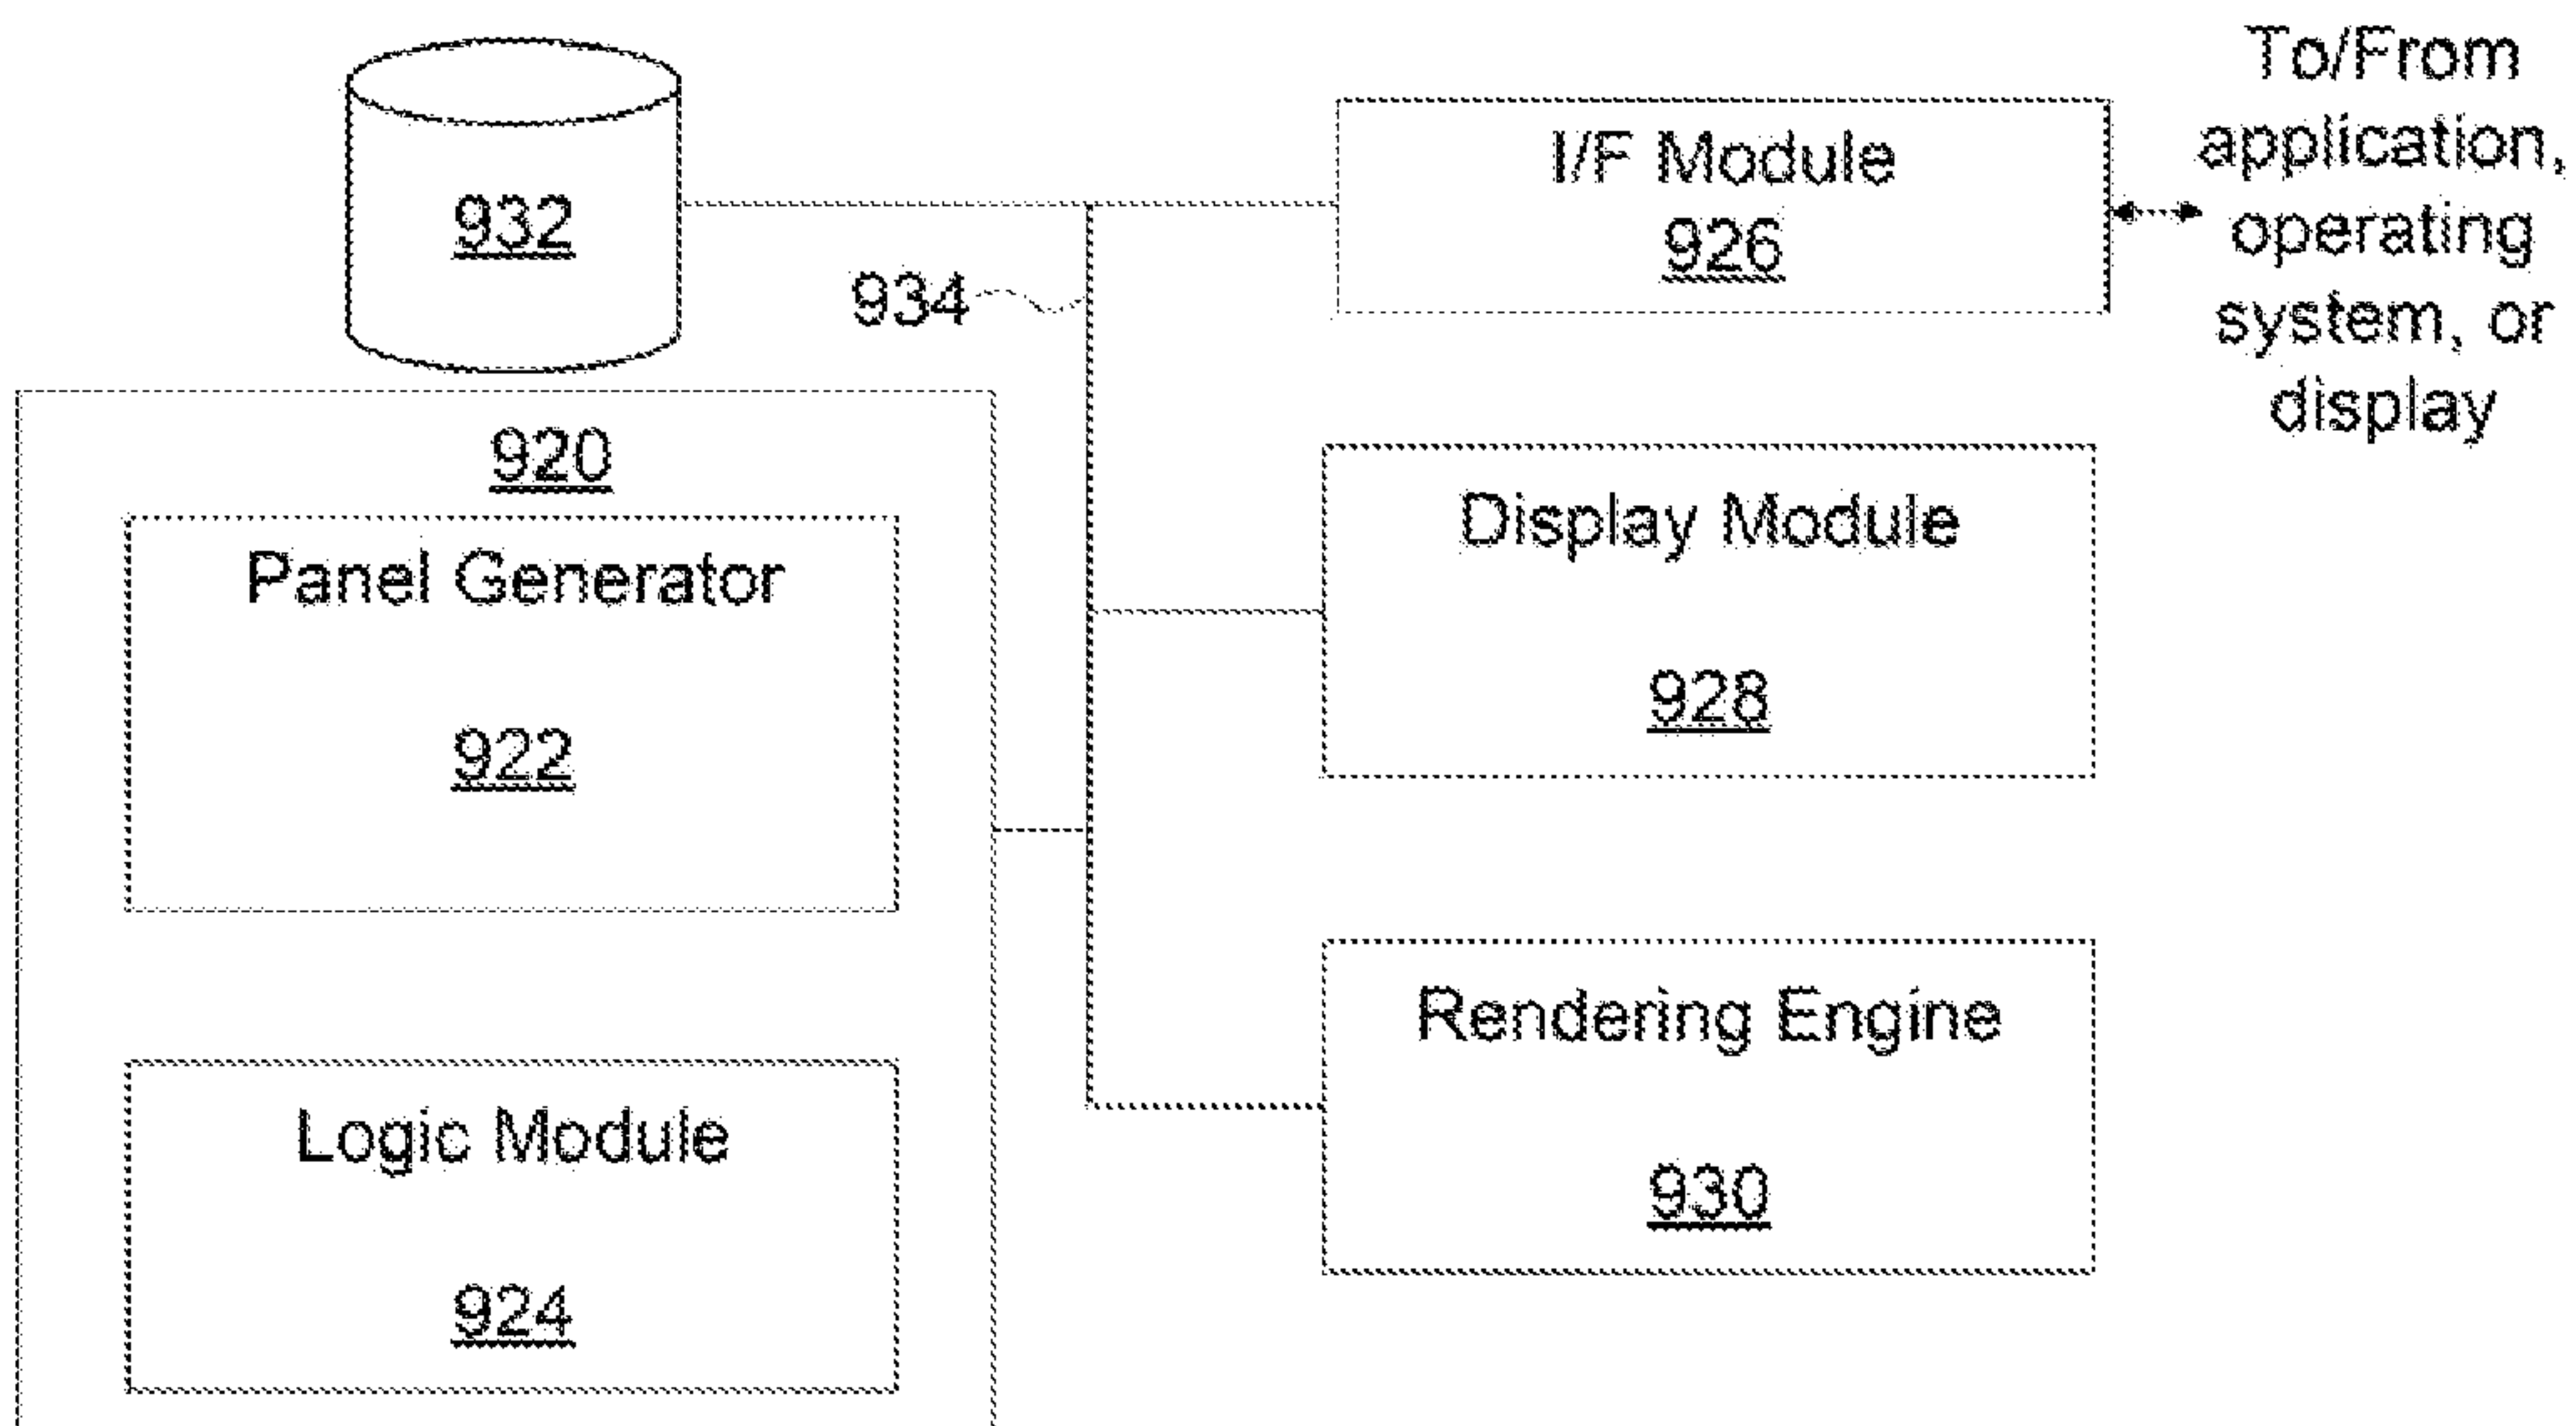 932
934
I/F Module
926
To/From
application,
operating
system, or
display
920
Panel Generator
922
Logic Module
924
Display Module
928
Rendering Engine
930